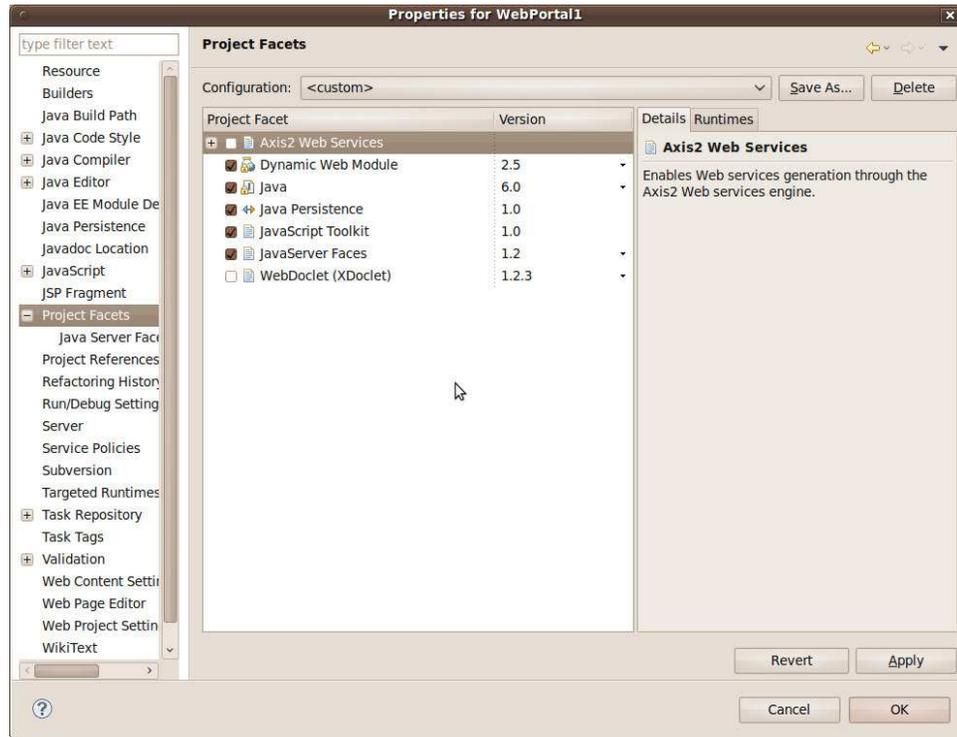 Properties for WebPortal1
type filter text
Resource
Builders
Java Build Path
Java Code Style
Java Compiler
Java Editor
Java EE Module De
Java Persistence
Javadoc Location
JavaScript
JSP Fragment
Project Facets
Java Server Face
Project References
Refactoring History
Run/Debug Setting
Server
Service Policies
Subversion
Targeted Runtimes
Task Repository
Task Tags
Validation
Web Content Settin
Web Page Editor
Web Project Settin
WikiText
Project Facets
Configuration: <custom> Save As... Delete
Project Facet Version
Axis2 Web Services
Dynamic Web Module 2.5
Java 6.0
Java Persistence 1.0
JavaScript Toolkit 1.0
JavaServer Faces 1.2
WebDoclet (XDoclet) 1.2.3
Details Runtimes
Axis2 Web Services
Enables Web services generation through the
Axis2 Web services engine.
Revert Apply
Cancel OK